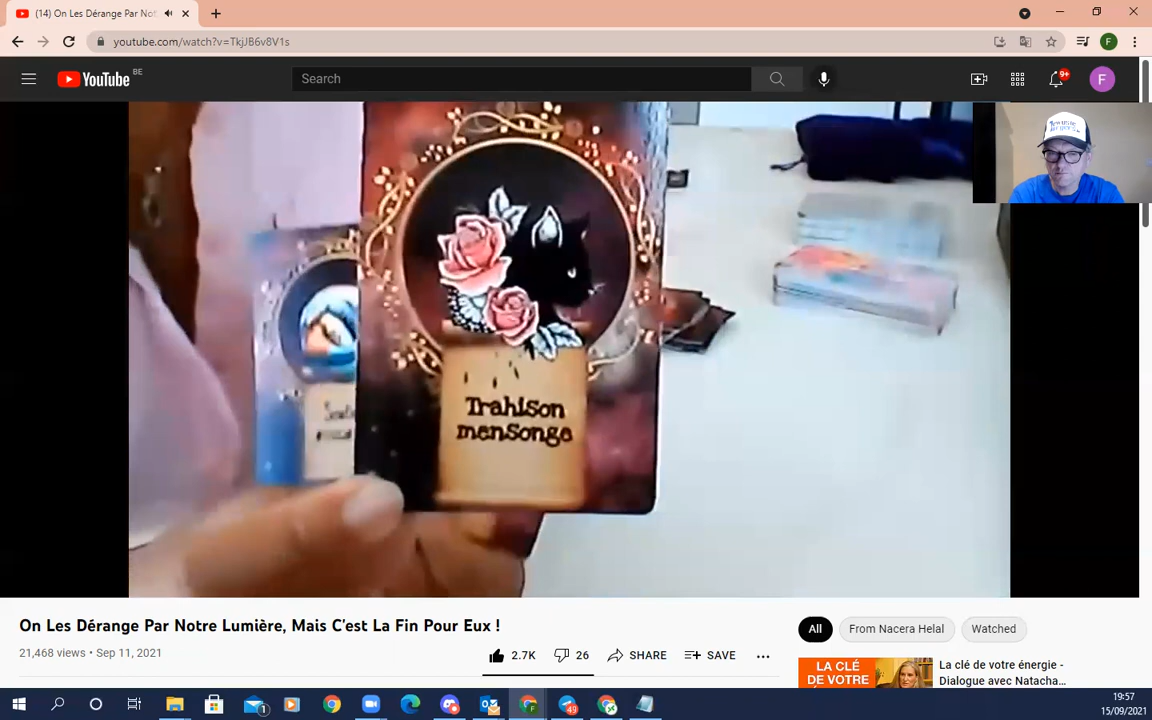 (14) On Les Dérange Par Not
youtube.com/watch?v=TkjJB6v8V1s
F
YouTube BE
Search
9+
F
Trahison
mensonge
On Les Dérange Par Notre Lumière, Mais C'est La Fin Pour Eux !
21,468 views • Sep 11, 2021
2.7K
26
SHARE
SAVE
All
From Nacera Helal
Watched
LA CLÉ
DE VOTRE
La clé de votre énergie -
Dialogue avec Natacha...
1
49
19:57
15/09/2021